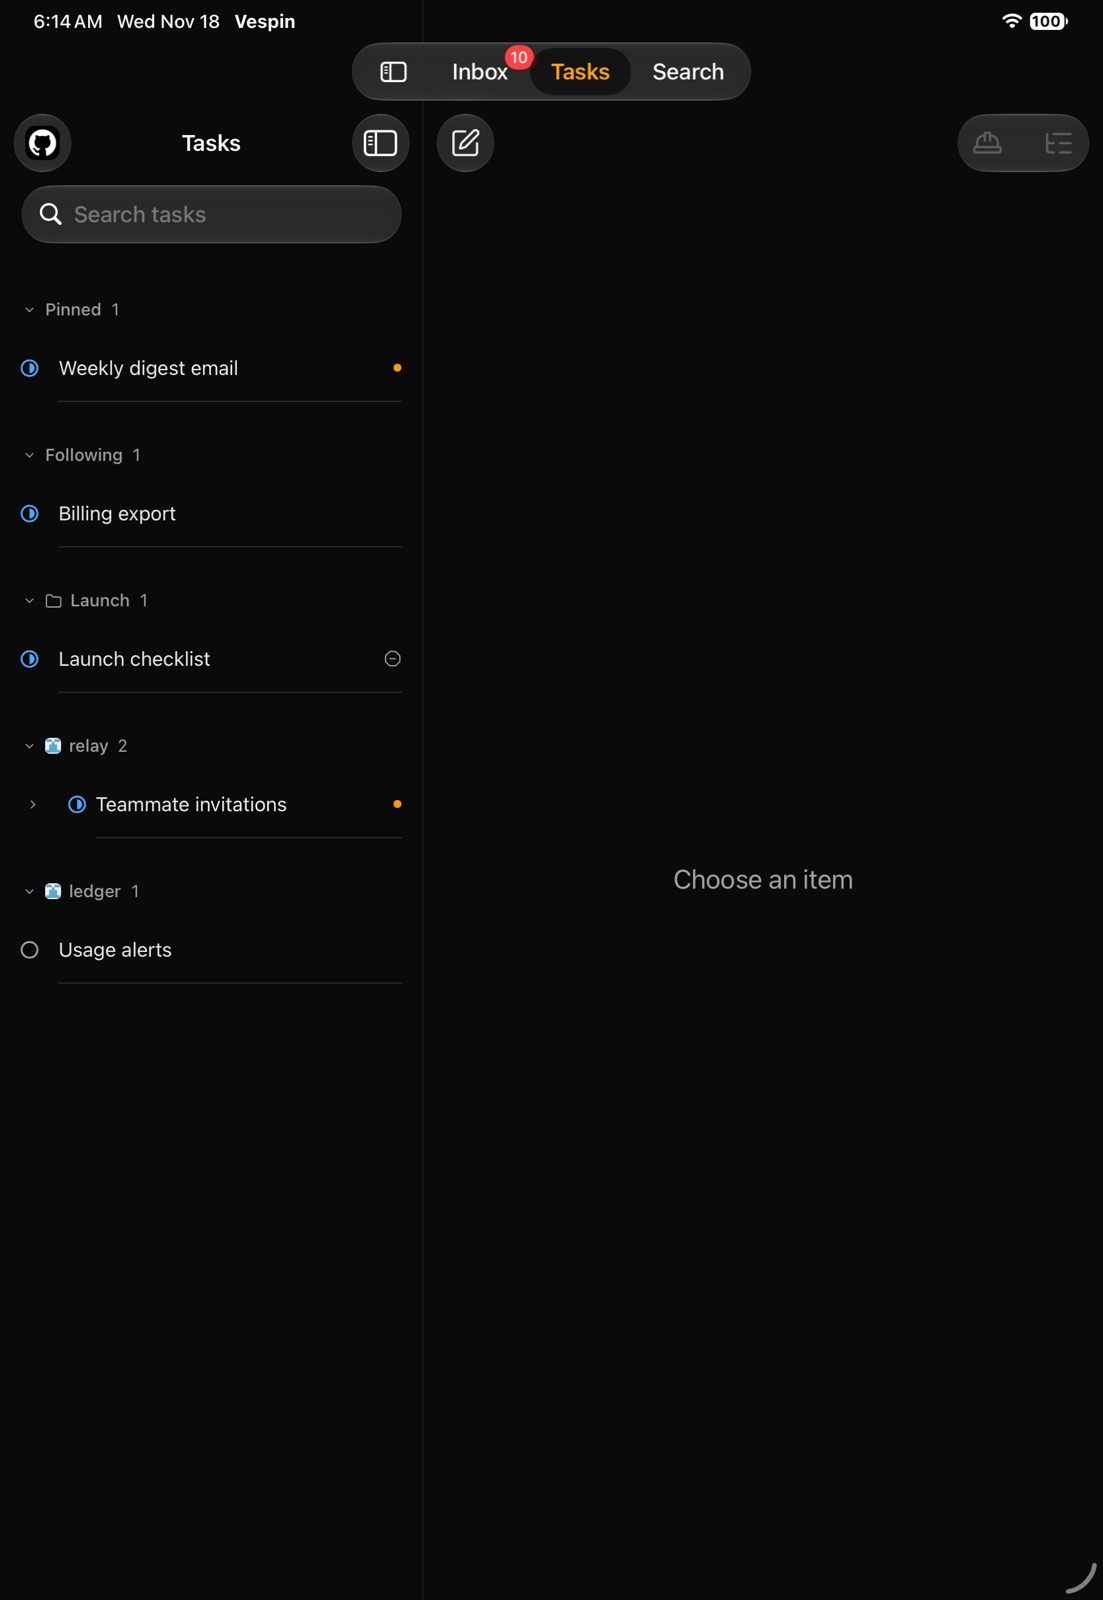 6:14 AM Wed Nov 18 Vespin
100
Inbox 10 Tasks Search
Tasks
Search tasks
Pinned 1
Weekly digest email
Following 1
Billing export
Launch 1
Launch checklist
relay 2
Teammate invitations
ledger 1
Usage alerts
Choose an item